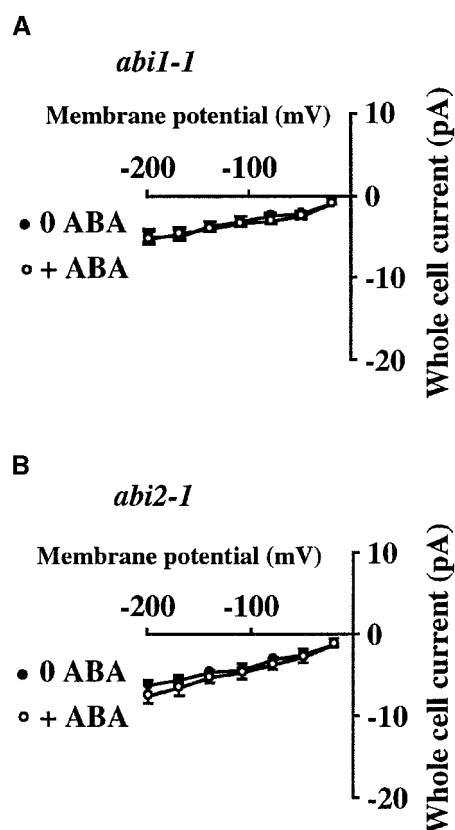 A
abi1-1
Membrane potential (mV)
10
-200 -100
0
• 0 ABA
○ + ABA
-10
-20
Whole cell current (pA)
B
abi2-1
Membrane potential (mV)
10
-200 -100
0
• 0 ABA
○ + ABA
-10
-20
Whole cell current (pA)